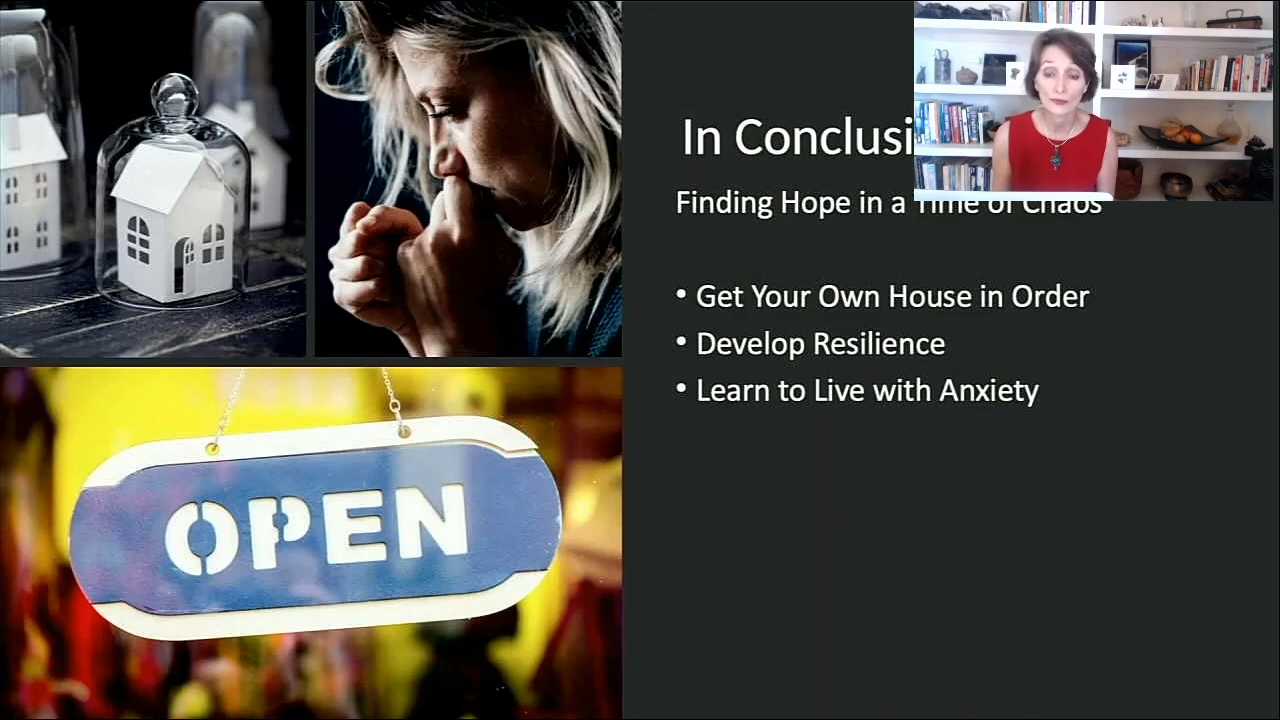 In Conclusi
Finding Hope in a Time of Chaos
• Get Your Own House in Order
• Develop Resilience
• Learn to Live with Anxiety
OPEN